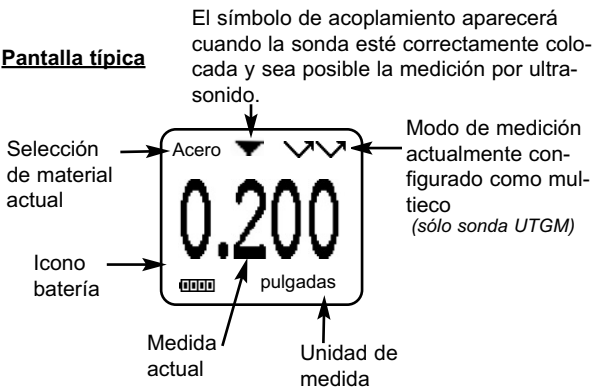 El símbolo de acoplamiento aparecerá
cuando la sonda esté correctamente colo-
cada y sea posible la medición por ultra-
sonido.
Pantalla típica
Selección
de material
actual
Acero
Modo de medición
actualmente con-
figurado como mul-
tieco
(sólo sonda UTGM)
0.200
Icono
batería
pulgadas
Medida
actual
Unidad de
medida